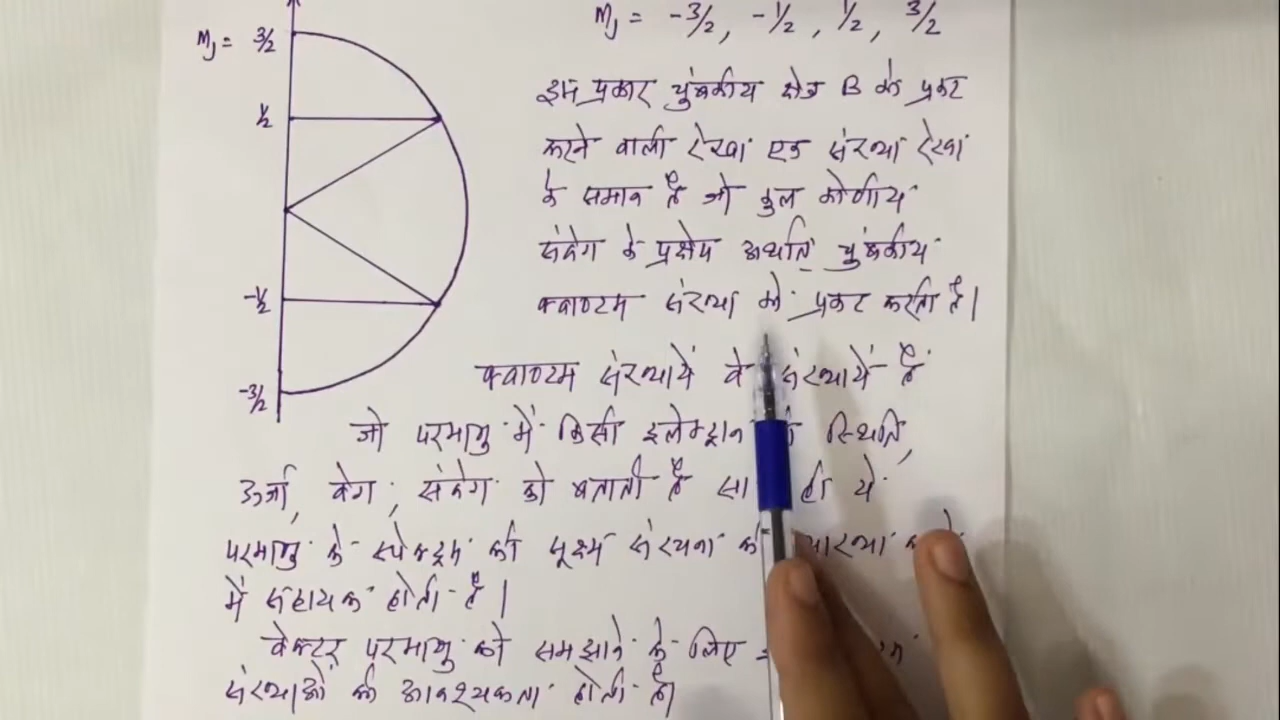 Mj = -3/2, -1/2, 1/2, 3/2
Mj = 3/2
1/2
-1/2
-3/2
इस प्रकार चुंबकीय क्षेत्र B को प्रकट
करने वाली रेखा एक संख्या रेखा
के समान है जो कुल कोणीय
संवेग के प्रक्षेप अर्थात चुंबकीय
क्वाण्टम संख्या को प्रकट करती है।
क्वाण्टम संख्यायें वे संख्यायें हैं
जो परमाणु में किसी इलेक्ट्रान स्थिति,
ऊर्जा, वेग, संवेग को बताती है ही ये
परमाणु के स्पेक्ट्रम की सूक्ष्म संरचना
में सहायक होती है।
वेक्टर परमाणु को समझाने के लिए
संख्याओं की आवश्यकता होती है।